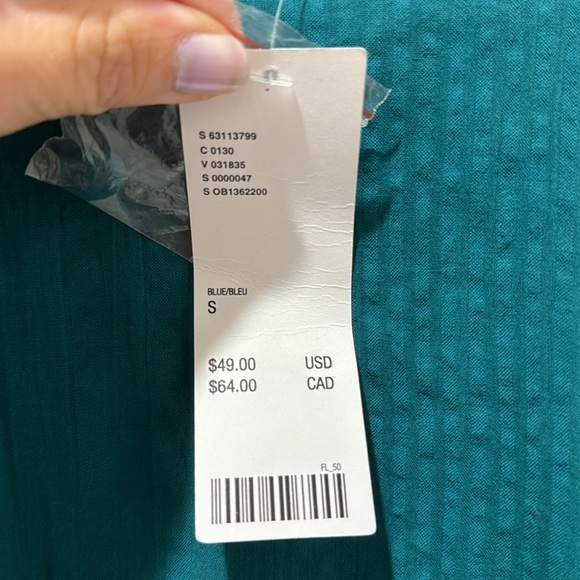 S 63113799
C 0130
V 031835
S 0000047
S OB1362200
BLUE/BLEU
S
$49.00 USD
$64.00 CAD
FL_50